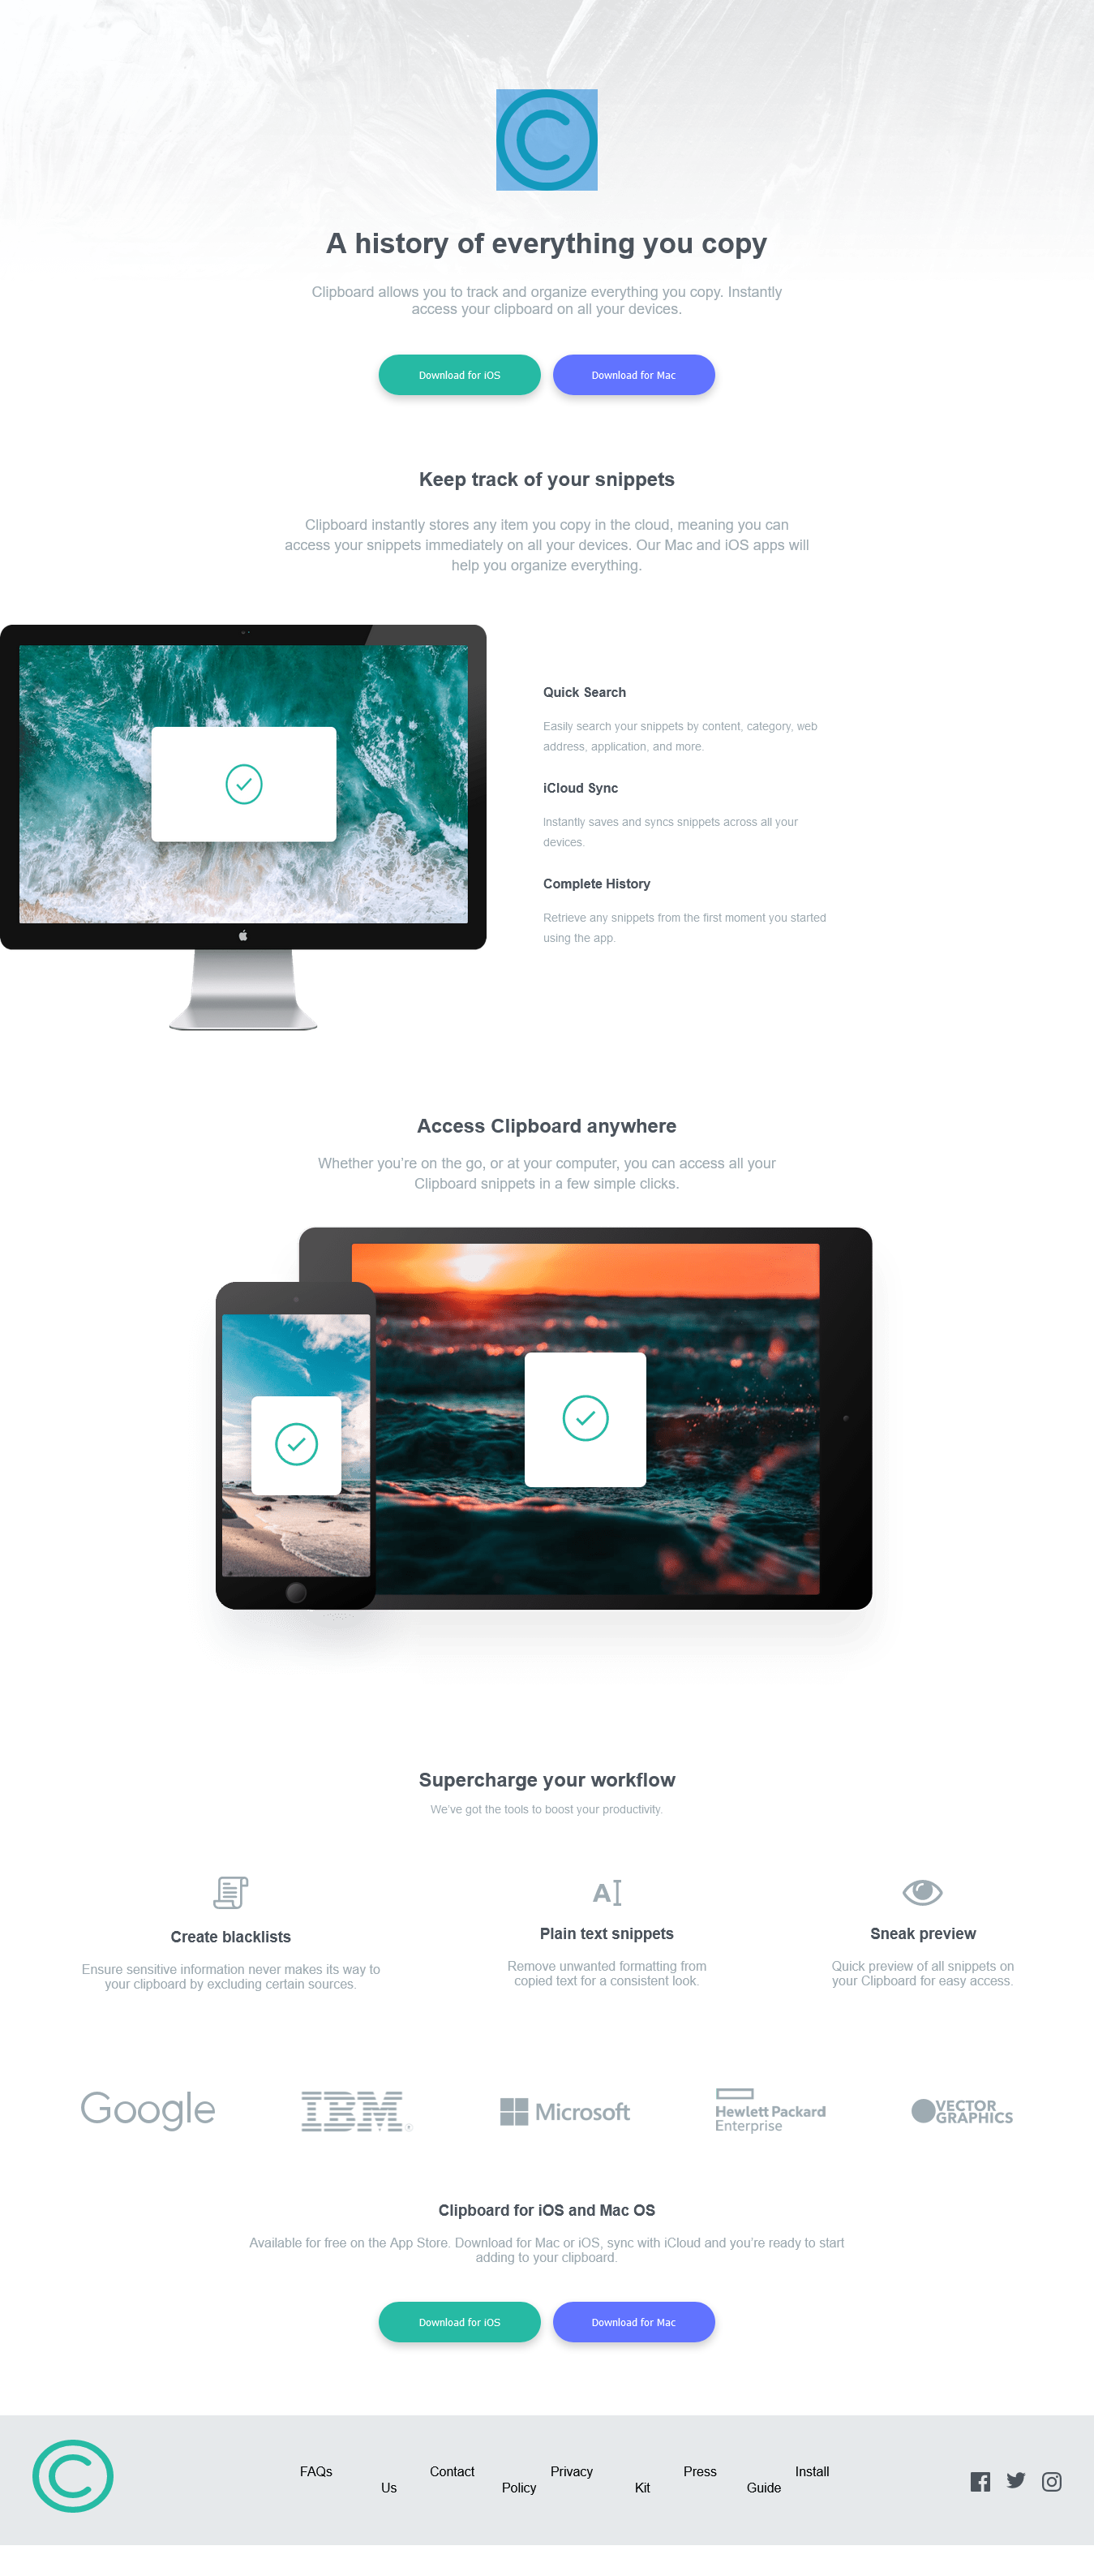 A history of everything you copy
Clipboard allows you to track and organize everything you copy. Instantly
access your clipboard on all your devices.
Download for iOS
Download for Mac
Keep track of your snippets
Clipboard instantly stores any item you copy in the cloud, meaning you can
access your snippets immediately on all your devices. Our Mac and iOS apps will
help you organize everything.
Quick Search
Easily search your snippets by content, category, web
address, application, and more.
iCloud Sync
Instantly saves and syncs snippets across all your
devices.
Complete History
Retrieve any snippets from the first moment you started
using the app.
Access Clipboard anywhere
Whether you’re on the go, or at your computer, you can access all your
Clipboard snippets in a few simple clicks.
Supercharge your workflow
We’ve got the tools to boost your productivity.
Create blacklists
Ensure sensitive information never makes its way to
your clipboard by excluding certain sources.
Plain text snippets
Remove unwanted formatting from
copied text for a consistent look.
Sneak preview
Quick preview of all snippets on
your Clipboard for easy access.
Google
IBM
Microsoft
Hewlett Packard
Enterprise
VECTOR
GRAPHICS
Clipboard for iOS and Mac OS
Available for free on the App Store. Download for Mac or iOS, sync with iCloud and you’re ready to start
adding to your clipboard.
Download for iOS
Download for Mac
FAQs
Contact
Us
Privacy
Policy
Press
Kit
Install
Guide